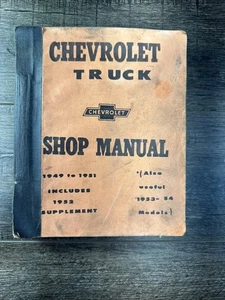 CHEVROLET
TRUCK
CHEVROLET
SHOP MANUAL
1949 to 1951
INCLUDES
1952
SUPPLEMENT
*(Also
useful
1953-54
Models)